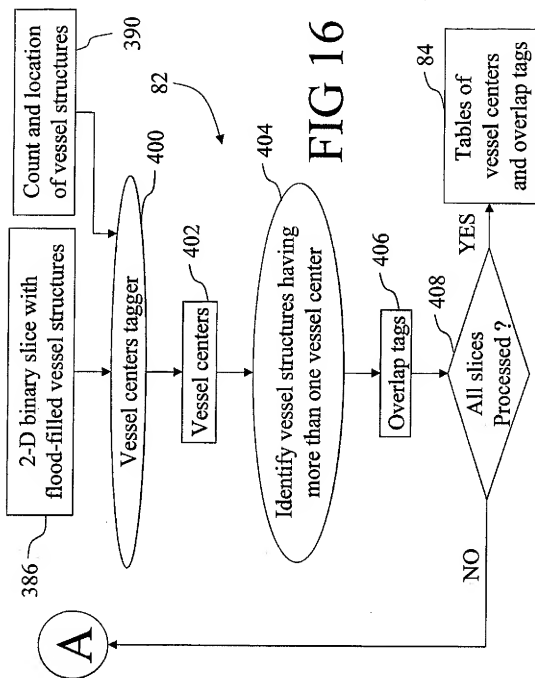 386
2-D binary slice with
flood-filled vessel structures
Count and location
of vessel structures
390
Vessel centers tagger
400
82
Vessel centers
402
Identify vessel structures having
more than one vessel center
404
FIG 16
Overlap tags
406
All slices
Processed ?
408
YES
NO
Tables of
vessel centers
and overlap tags
84
A